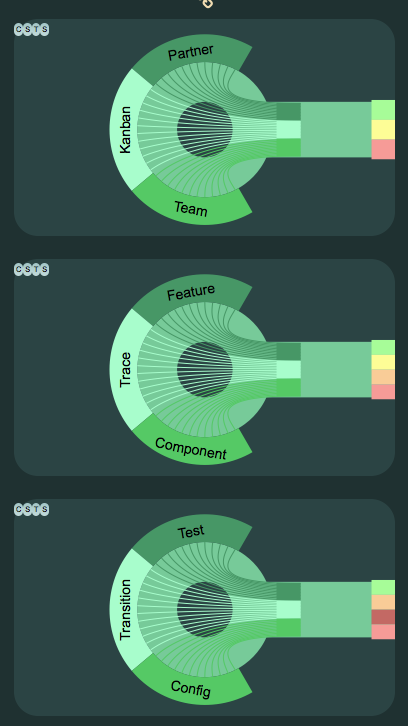 C S T S
Partner
Kanban
Team
C S T S
Feature
Trace
Component
C S T S
Test
Transition
Config